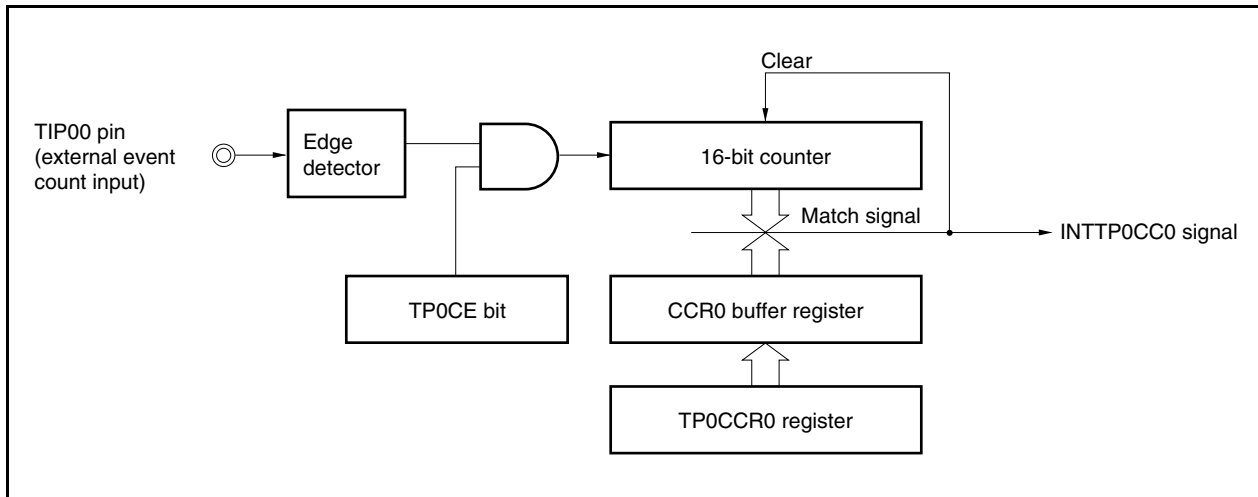 Clear
TIP00 pin
(external event
count input)
Edge
detector
16-bit counter
Match signal
INTTP0CC0 signal
TP0CE bit
CCR0 buffer register
TP0CCR0 register